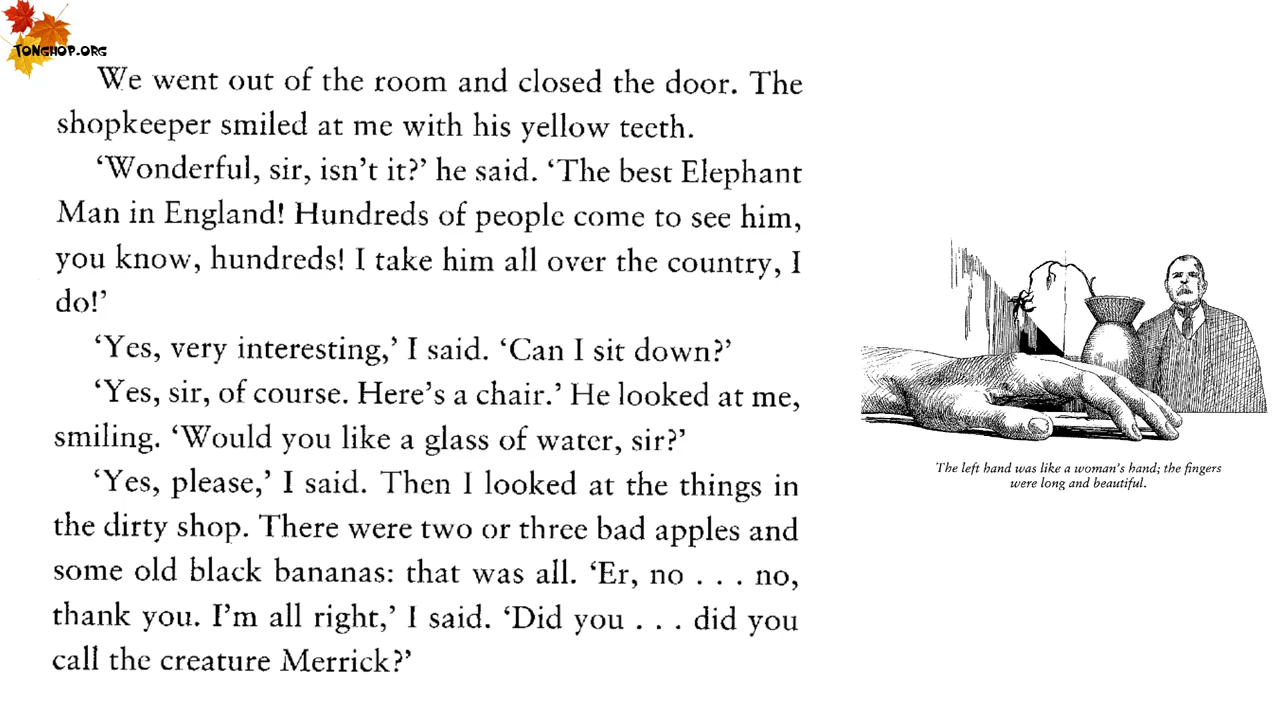 TONGHOP.ORG
We went out of the room and closed the door. The
shopkeeper smiled at me with his yellow teeth.
‘Wonderful, sir, isn’t it?’ he said. ‘The best Elephant
Man in England! Hundreds of people come to see him,
you know, hundreds! I take him all over the country, I
do!’
‘Yes, very interesting,’ I said. ‘Can I sit down?’
‘Yes, sir, of course. Here’s a chair.’ He looked at me,
smiling. ‘Would you like a glass of water, sir?’
‘Yes, please,’ I said. Then I looked at the things in
the dirty shop. There were two or three bad apples and
some old black bananas: that was all. ‘Er, no . . . no,
thank you. I’m all right,’ I said. ‘Did you . . . did you
call the creature Merrick?’
The left hand was like a woman’s hand; the fingers
were long and beautiful.